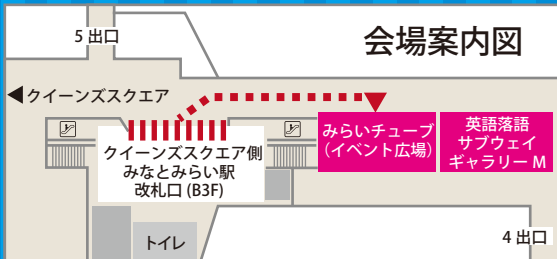 5 出口
会場案内図
◀クイーンズスクエア
みらいチューブ
(イベント広場)
英語落語
サブウェイ
ギャラリー M
クイーンズスクエア側
みなとみらい駅
改札口 (B3F)
トイレ
4 出口